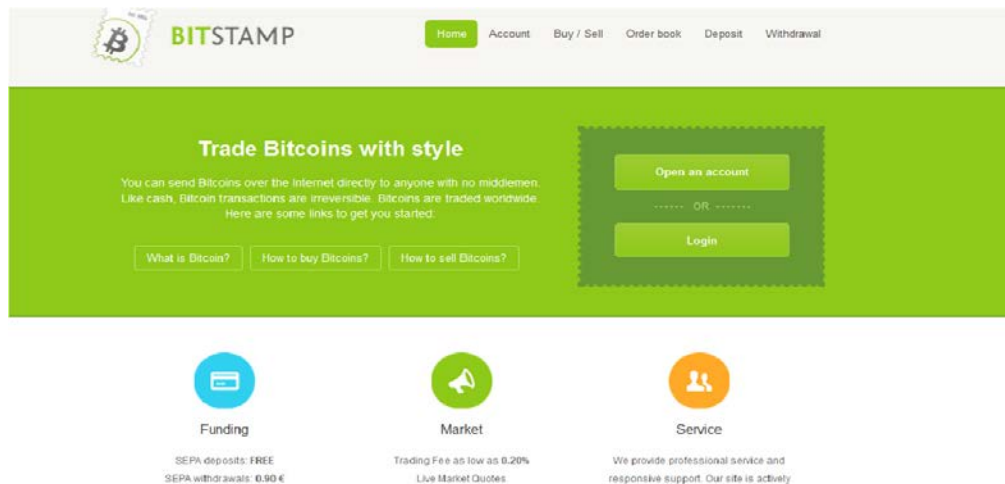 BITSTAMP
Home Account Buy / Sell Order book Deposit Withdrawal
Trade Bitcoins with style
You can send Bitcoins over the Internet directly to anyone with no middlemen.
Like cash, Bitcoin transactions are irreversible. Bitcoins are traded worldwide.
Here are some links to get you started:
What is Bitcoin? How to buy Bitcoins? How to sell Bitcoins?
Open an account
------ OR -------
Login
Funding
SEPA deposits: FREE
SEPA withdrawals: 0.90 €
Market
Trading Fee as low as 0.20%
Live Market Quotes
Service
We provide professional service and
responsive support. Our site is actively